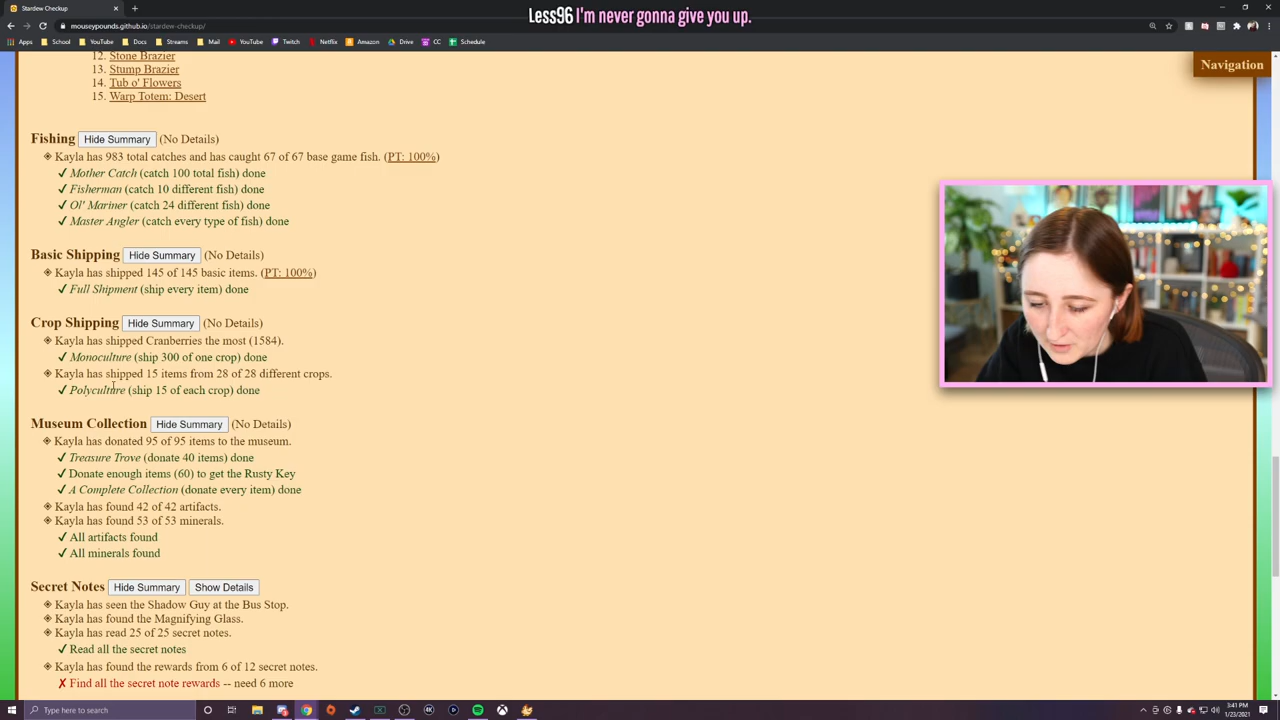 Less96 I'm never gonna give you up.
Stardew Checkup
mouseypounds.github.io/stardew-checkup/
Apps School YouTube Docs Streams Mail YouTube Twitch Netflix Amazon Drive CC Schedule
Navigation
12. Stone Brazier
13. Stump Brazier
14. Tub o' Flowers
15. Warp Totem: Desert
Fishing Hide Summary (No Details)
Kayla has 983 total catches and has caught 67 of 67 base game fish. (PT: 100%)
✓ Mother Catch (catch 100 total fish) done
✓ Fisherman (catch 10 different fish) done
✓ Ol' Mariner (catch 24 different fish) done
✓ Master Angler (catch every type of fish) done
Basic Shipping Hide Summary (No Details)
Kayla has shipped 145 of 145 basic items. (PT: 100%)
✓ Full Shipment (ship every item) done
Crop Shipping Hide Summary (No Details)
Kayla has shipped Cranberries the most (1584).
✓ Monoculture (ship 300 of one crop) done
Kayla has shipped 15 items from 28 of 28 different crops.
✓ Polyculture (ship 15 of each crop) done
Museum Collection Hide Summary (No Details)
Kayla has donated 95 of 95 items to the museum.
✓ Treasure Trove (donate 40 items) done
✓ Donate enough items (60) to get the Rusty Key
✓ A Complete Collection (donate every item) done
Kayla has found 42 of 42 artifacts.
Kayla has found 53 of 53 minerals.
✓ All artifacts found
✓ All minerals found
Secret Notes Hide Summary Show Details
Kayla has seen the Shadow Guy at the Bus Stop.
Kayla has found the Magnifying Glass.
Kayla has read 25 of 25 secret notes.
✓ Read all the secret notes
Kayla has found the rewards from 6 of 12 secret notes.
✗ Find all the secret note rewards -- need 6 more
Type here to search
4K
3:41 PM
1/23/2021